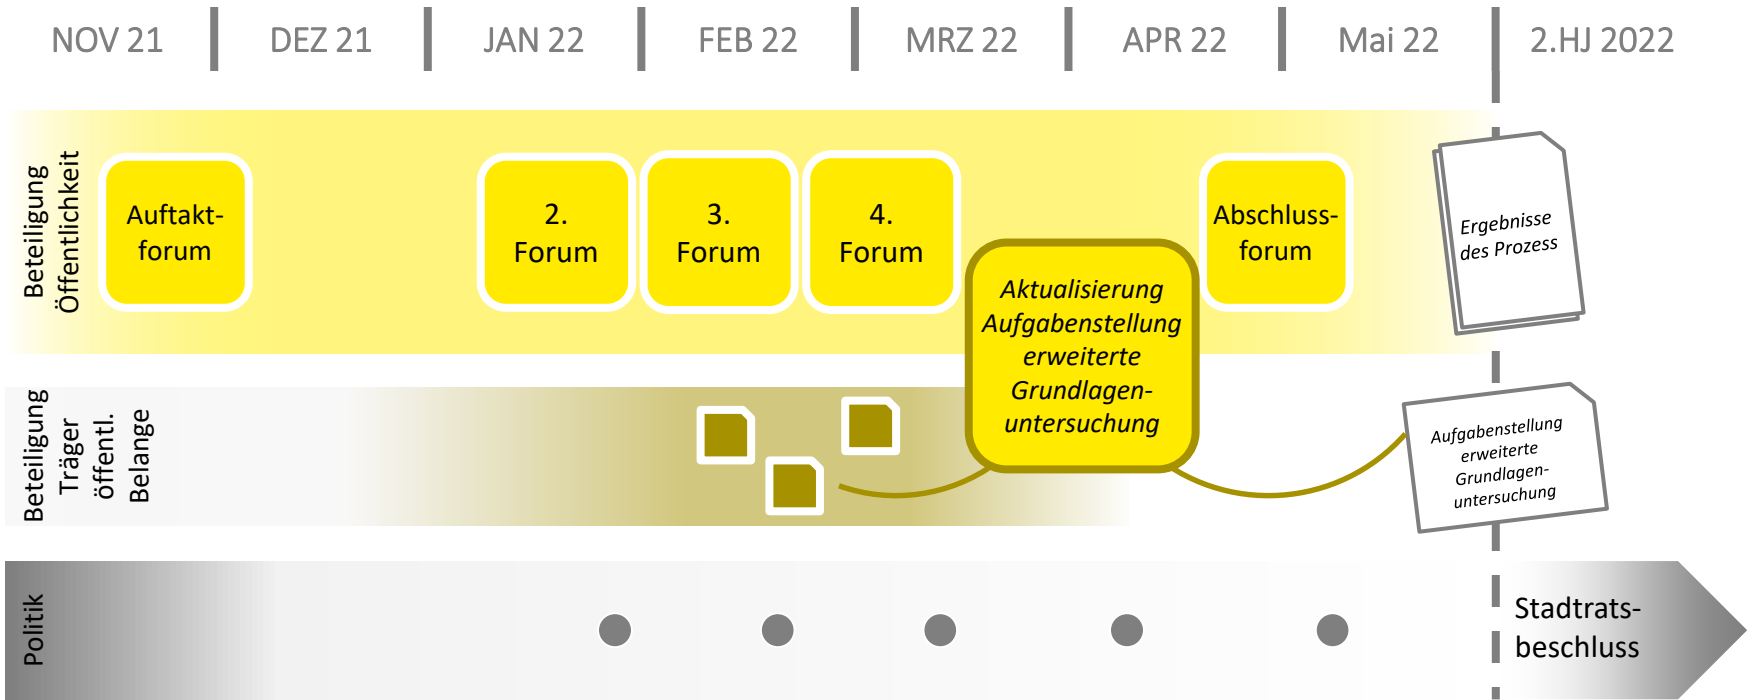 NOV 21
DEZ 21
JAN 22
FEB 22
MRZ 22
APR 22
Mai 22
2.HJ 2022
Beteiligung
Öffentlichkeit
Auftakt-
forum
2.
Forum
3.
Forum
4.
Forum
Abschluss-
forum
Ergebnisse
des Prozess
Aktualisierung
Aufgabenstellung
erweiterte
Grundlagen-
untersuchung
Beteiligung
Träger
öffentl.
Belange
Aufgabenstellung
erweiterte
Grundlagen-
untersuchung
Politik
Stadtrats-
beschluss